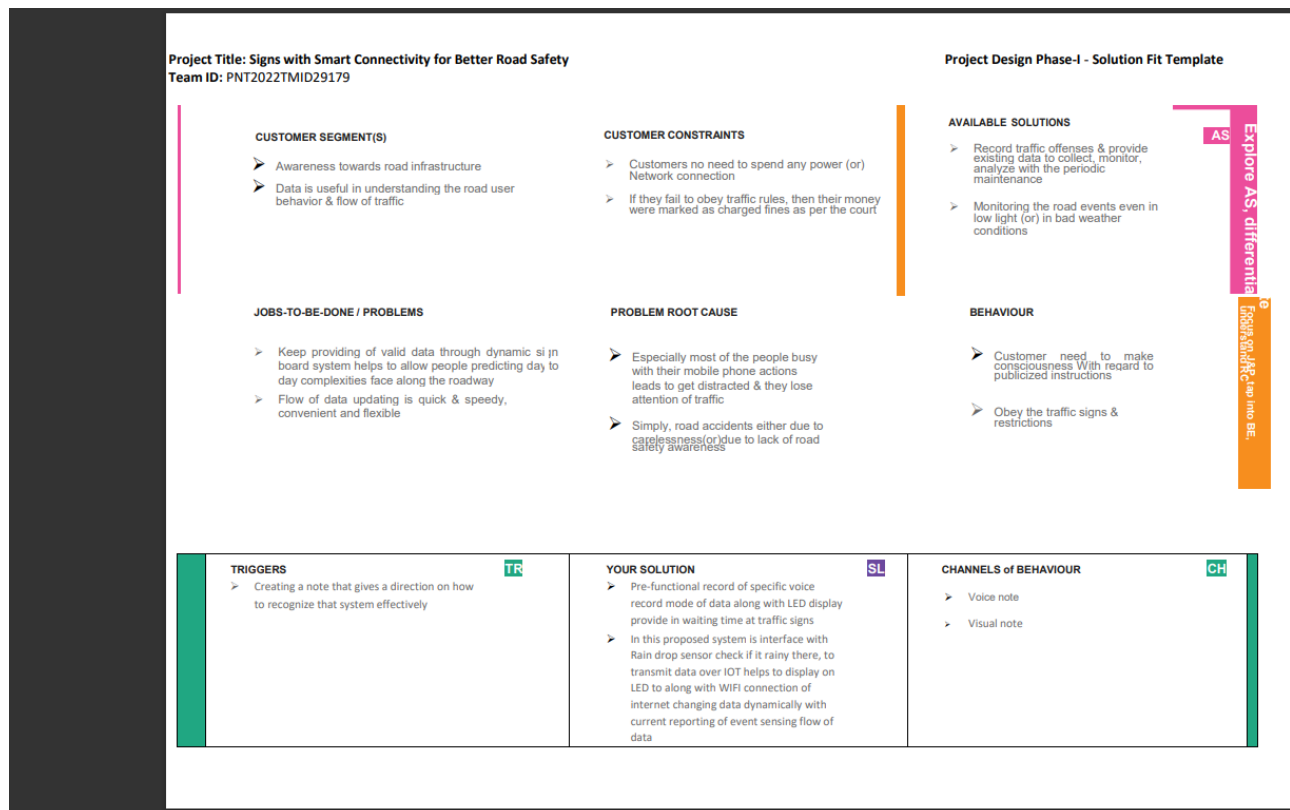 Project Title: Signs with Smart Connectivity for Better Road Safety
Project Design Phase-I - Solution Fit Template
Team ID: PNT2022TMID29179
CUSTOMER SEGMENT(S)
Awareness towards road infrastructure
Data is useful in understanding the road user
behavior & flow of traffic
CUSTOMER CONSTRAINTS
Customers no need to spend any power (or)
Network connection
If they fail to obey traffic rules, then their money
were marked as charged fines as per the court
AVAILABLE SOLUTIONS
Record traffic offenses & provide
existing data to collect, monitor,
analyze with the periodic
maintenance
Monitoring the road events even in
low light (or) in bad weather
conditions
AS
Explore AS, differentiate
JOBS-TO-BE-DONE / PROBLEMS
Keep providing of valid data through dynamic sign
board system helps to allow people predicting day to
day complexities face along the roadway
Flow of data updating is quick & speedy,
convenient and flexible
PROBLEM ROOT CAUSE
Especially most of the people busy
with their mobile phone actions
leads to get distracted & they lose
attention of traffic
Simply, road accidents either due to
carelessness(or)due to lack of road
safety awareness
BEHAVIOUR
Customer need to make
consciousness With regard to
publicized instructions
Obey the traffic signs &
restrictions
Focus on J&P, tap into BE,
understand RC
TRIGGERS
TR
Creating a note that gives a direction on how
to recognize that system effectively
YOUR SOLUTION
SL
Pre-functional record of specific voice
record mode of data along with LED display
provide in waiting time at traffic signs
In this proposed system is interface with
Rain drop sensor check if it rainy there, to
transmit data over IOT helps to display on
LED to along with WIFI connection of
internet changing data dynamically with
current reporting of event sensing flow of
data
CHANNELS of BEHAVIOUR
CH
Voice note
Visual note